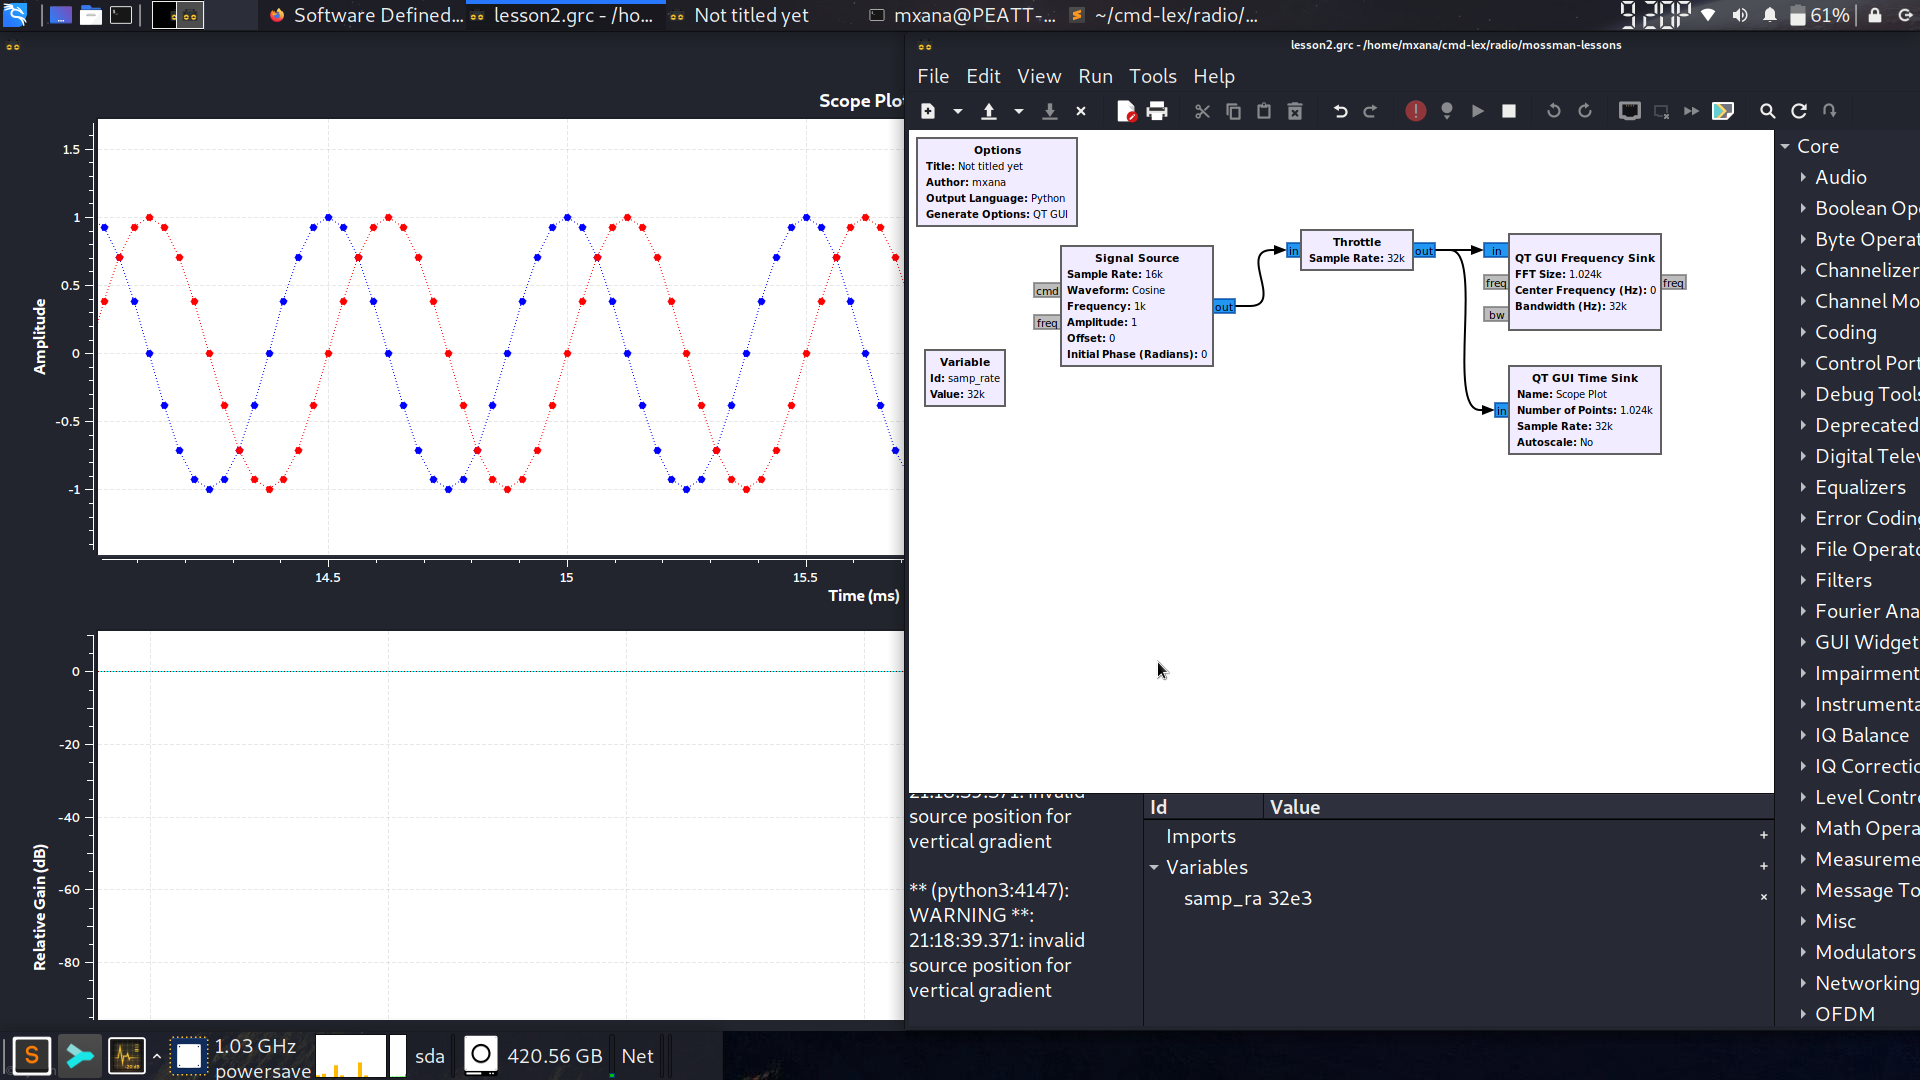 Software Defined...
lesson2.grc - /ho...
Not titled yet
mxana@PEATT-...
~/cmd-lex/radio/...
9 20P
61%
lesson2.grc - /home/mxana/cmd-lex/radio/mossman-lessons
File Edit View Run Tools Help
Scope Plo
1.5
1
0.5
0
-0.5
-1
Amplitude
14.5 15 15.5
Time (ms)
0
-20
-40
-60
-80
Relative Gain (dB)
Options
Title: Not titled yet
Author: mxana
Output Language: Python
Generate Options: QT GUI
Variable
Id: samp_rate
Value: 32k
cmd
freq
Signal Source
Sample Rate: 16k
Waveform: Cosine
Frequency: 1k
Amplitude: 1
Offset: 0
Initial Phase (Radians): 0
out
in
Throttle
Sample Rate: 32k
out
in
freq
bw
QT GUI Frequency Sink
FFT Size: 1.024k
Center Frequency (Hz): 0
Bandwidth (Hz): 32k
freq
in
QT GUI Time Sink
Name: Scope Plot
Number of Points: 1.024k
Sample Rate: 32k
Autoscale: No
Core
Audio
Boolean Ope
Byte Operat
Channelizer
Channel Mo
Coding
Control Port
Debug Tools
Deprecated
Digital Telev
Equalizers
Error Coding
File Operato
Filters
Fourier Ana
GUI Widget
Impairment
Instrumenta
IQ Balance
IQ Correctio
Level Contro
Math Opera
Measureme
Message To
Misc
Modulators
Networking
OFDM
21:18:39.371: invalid
source position for
vertical gradient
** (python3:4147):
WARNING **:
21:18:39.371: invalid
source position for
vertical gradient
Id Value
Imports
Variables
samp_ra 32e3
1.03 GHz
powersave
sda
420.56 GB
Net